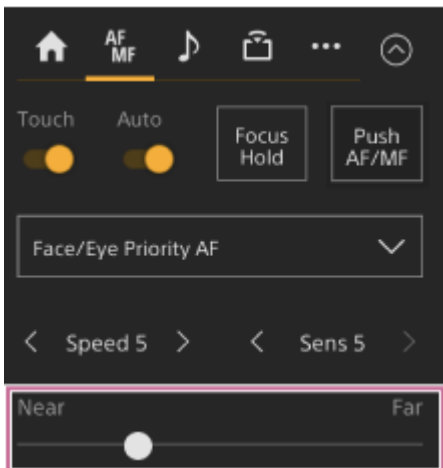 AF
MF
Touch
Auto
Focus
Hold
Push
AF/MF
Face/Eye Priority AF
Speed 5
Sens 5
Near
Far